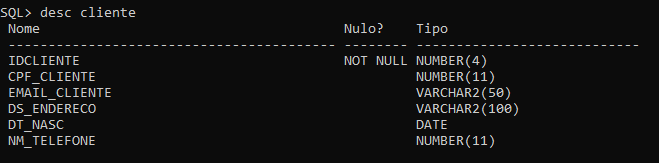 SQL> desc cliente
Nome Nulo? Tipo
----------------------------------------- -------- ----------------------------
IDCLIENTE NOT NULL NUMBER(4)
CPF_CLIENTE NUMBER(11)
EMAIL_CLIENTE VARCHAR2(50)
DS_ENDERECO VARCHAR2(100)
DT_NASC DATE
NM_TELEFONE NUMBER(11)